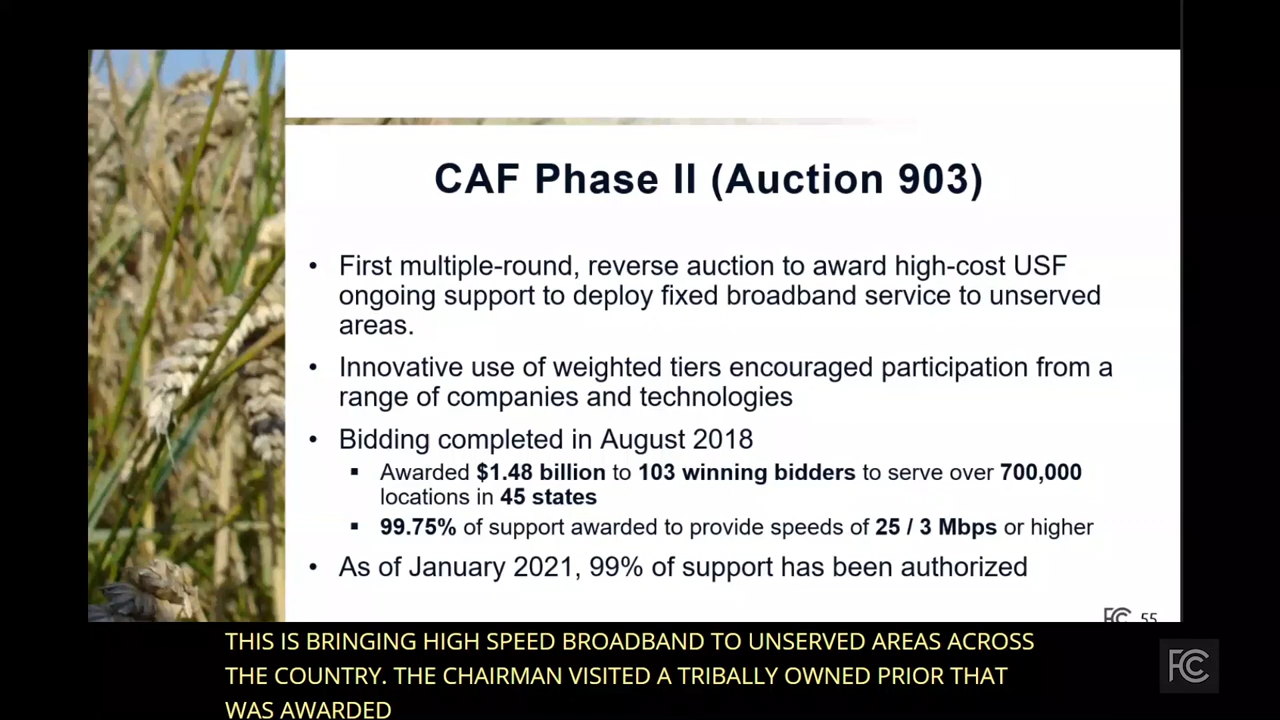 CAF Phase II (Auction 903)
• First multiple-round, reverse auction to award high-cost USF
ongoing support to deploy fixed broadband service to unserved
areas.
• Innovative use of weighted tiers encouraged participation from a
range of companies and technologies
• Bidding completed in August 2018
▪ Awarded $1.48 billion to 103 winning bidders to serve over 700,000
locations in 45 states
▪ 99.75% of support awarded to provide speeds of 25 / 3 Mbps or higher
• As of January 2021, 99% of support has been authorized
FCC 55
THIS IS BRINGING HIGH SPEED BROADBAND TO UNSERVED AREAS ACROSS
THE COUNTRY. THE CHAIRMAN VISITED A TRIBALLY OWNED PRIOR THAT
WAS AWARDED
FCC